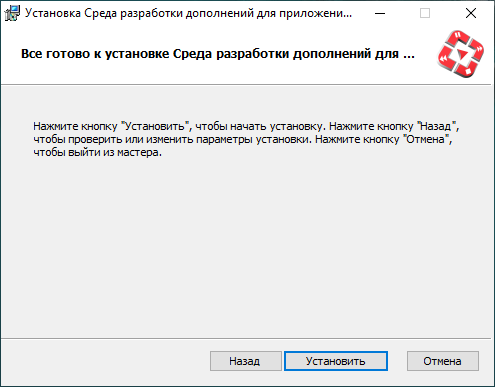 Установка Среда разработки дополнений для приложени...
Все готово к установке Среда разработки дополнений для ...
Нажмите кнопку "Установить", чтобы начать установку. Нажмите кнопку "Назад",
чтобы проверить или изменить параметры установки. Нажмите кнопку "Отмена",
чтобы выйти из мастера.
Назад
Установить
Отмена